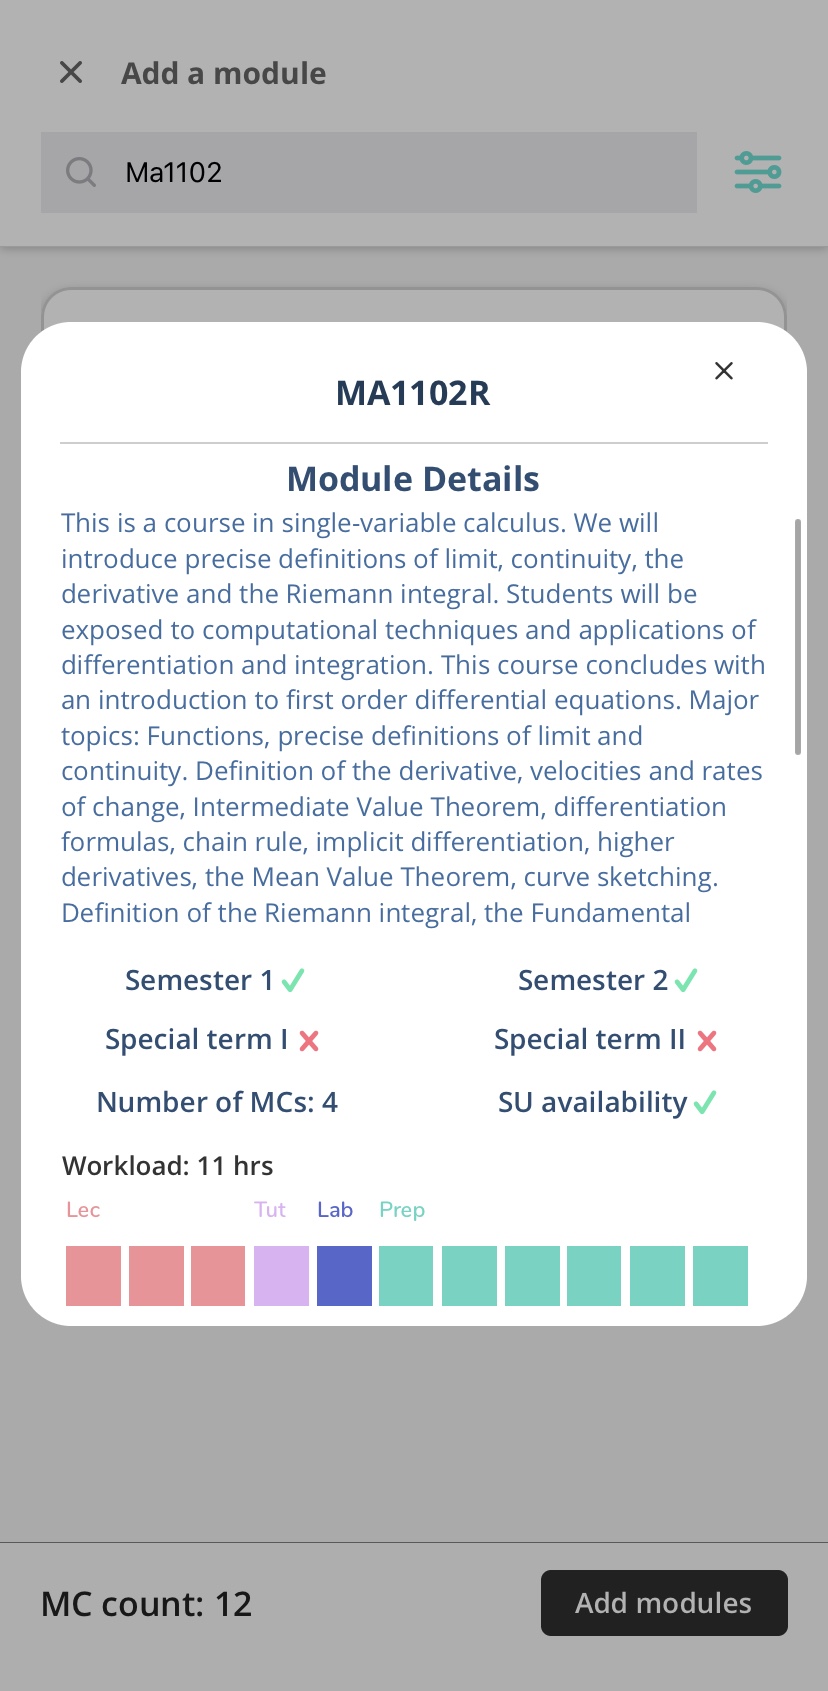 Add a module
Ma1102
MA1102R
Module Details
This is a course in single-variable calculus. We will
introduce precise definitions of limit, continuity, the
derivative and the Riemann integral. Students will be
exposed to computational techniques and applications of
differentiation and integration. This course concludes with
an introduction to first order differential equations. Major
topics: Functions, precise definitions of limit and
continuity. Definition of the derivative, velocities and rates
of change, Intermediate Value Theorem, differentiation
formulas, chain rule, implicit differentiation, higher
derivatives, the Mean Value Theorem, curve sketching.
Definition of the Riemann integral, the Fundamental
Semester 1 Semester 2
Special term I Special term II
Number of MCs: 4 SU availability
Workload: 11 hrs
Lec Tut Lab Prep
MC count: 12 Add modules